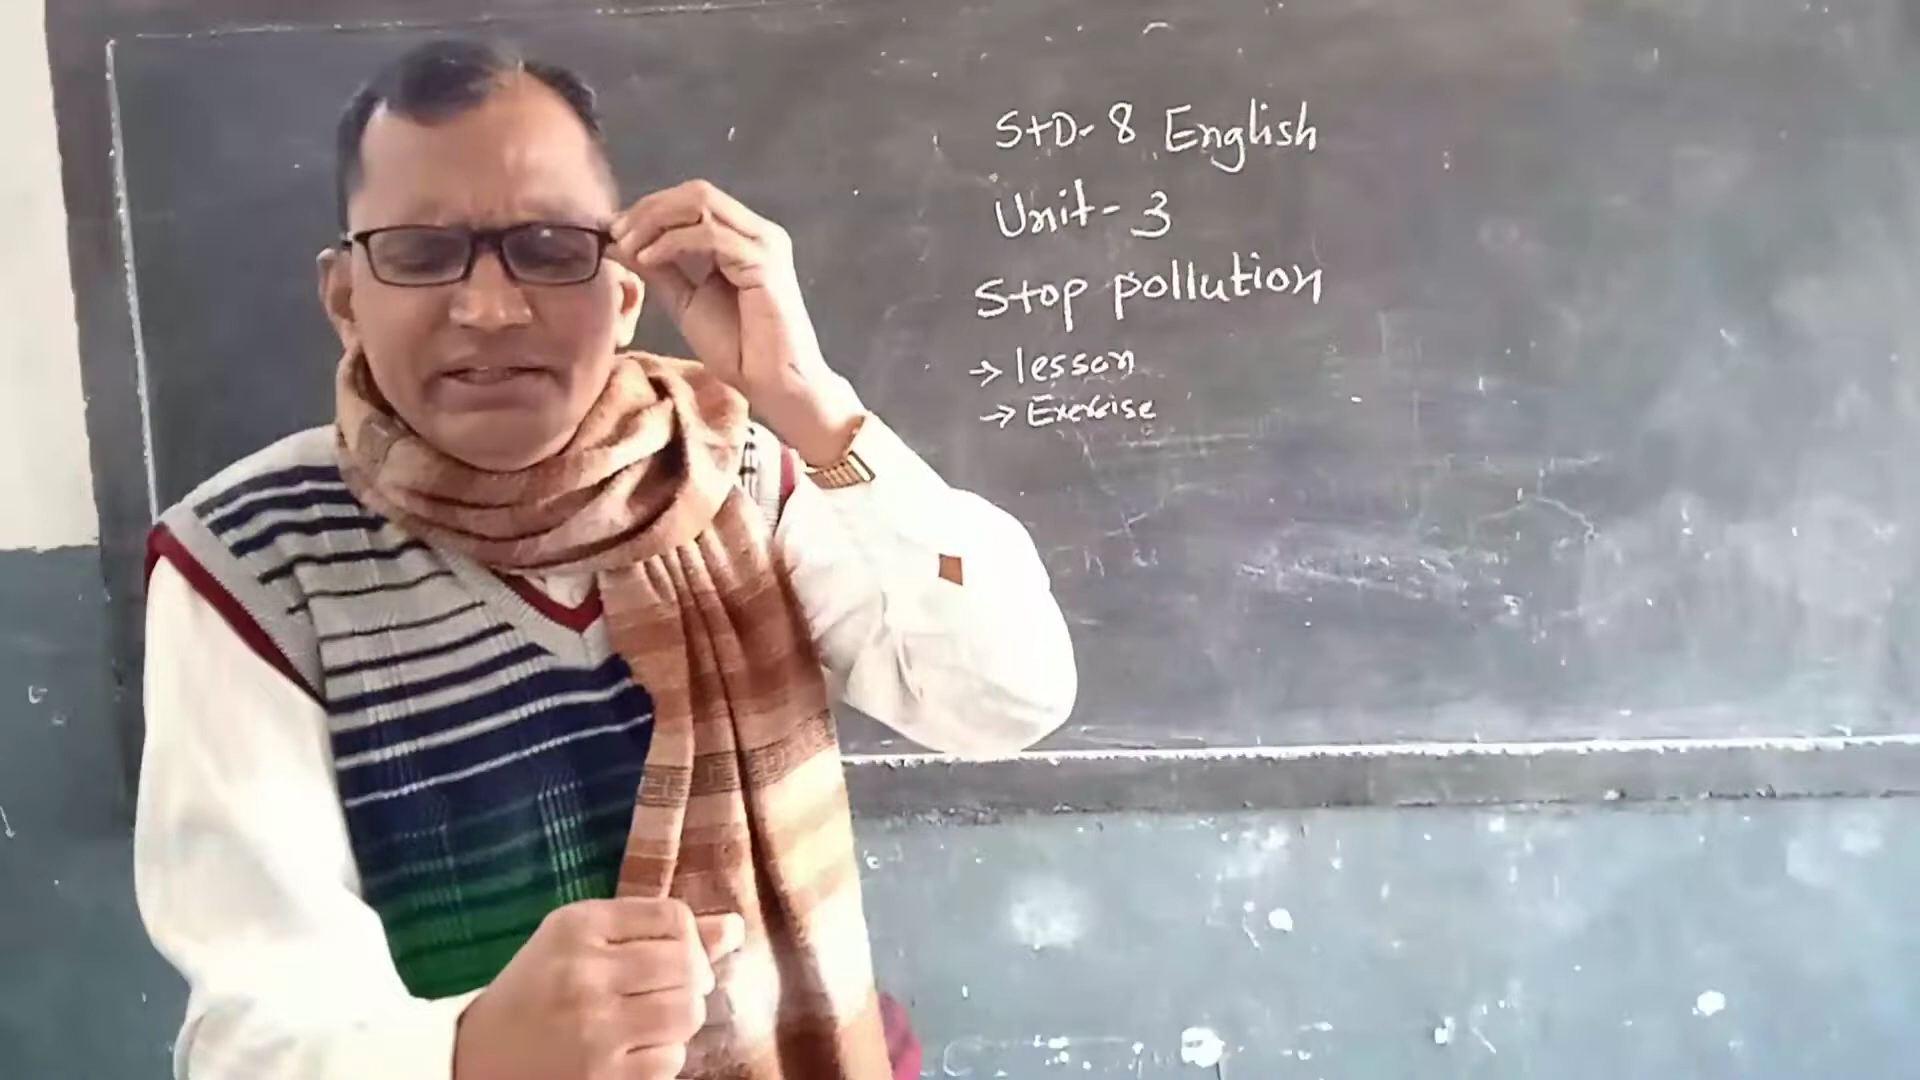 STD-8 English
Unit-3
Stop pollution
→ lesson
→ Exercise